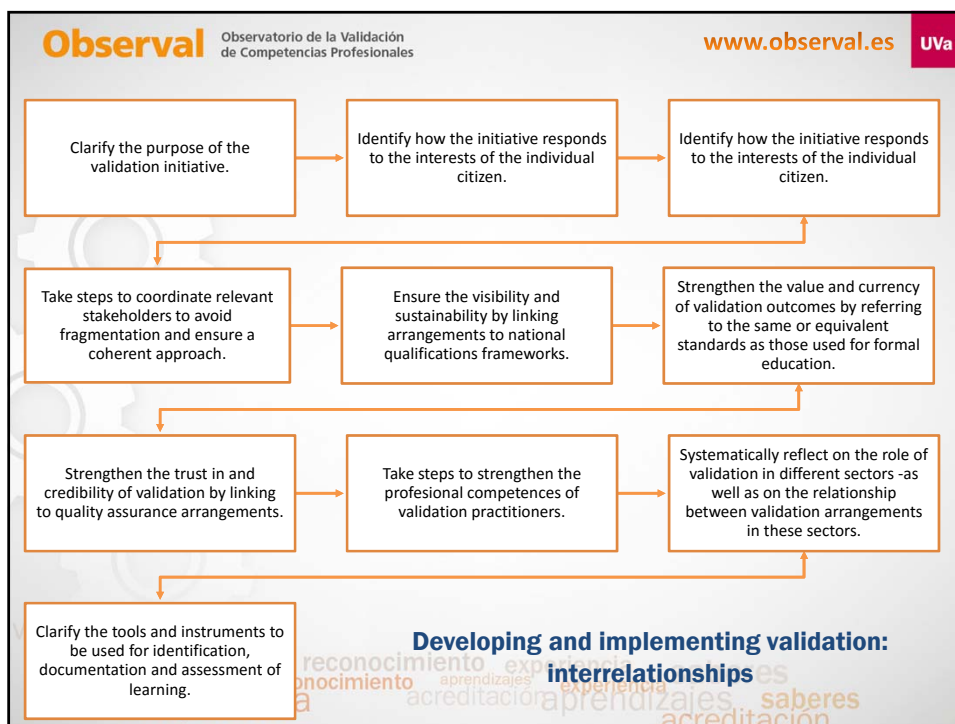 Observal
Observatorio de la Validación
de Competencias Profesionales
www.observal.es
UVa
Clarify the purpose of the
validation initiative.
Identify how the initiative responds
to the interests of the individual
citizen.
Identify how the initiative responds
to the interests of the individual
citizen.
Take steps to coordinate relevant
stakeholders to avoid
fragmentation and ensure a
coherent approach.
Ensure the visibility and
sustainability by linking
arrangements to national
qualifications frameworks.
Strengthen the value and currency
of validation outcomes by referring
to the same or equivalent
standards as those used for formal
education.
Strengthen the trust in and
credibility of validation by linking
to quality assurance arrangements.
Take steps to strengthen the
profesional competences of
validation practitioners.
Systematically reflect on the role of
validation in different sectors -as
well as on the relationship
between validation arrangements
in these sectors.
Clarify the tools and instruments to
be used for identification,
documentation and assessment of
learning.
Developing and implementing validation:
interrelationships
reconocimiento experiencia saberes
onocimiento aprendizajes experiencia
a acreditación aprendizajes saberes
acreditación